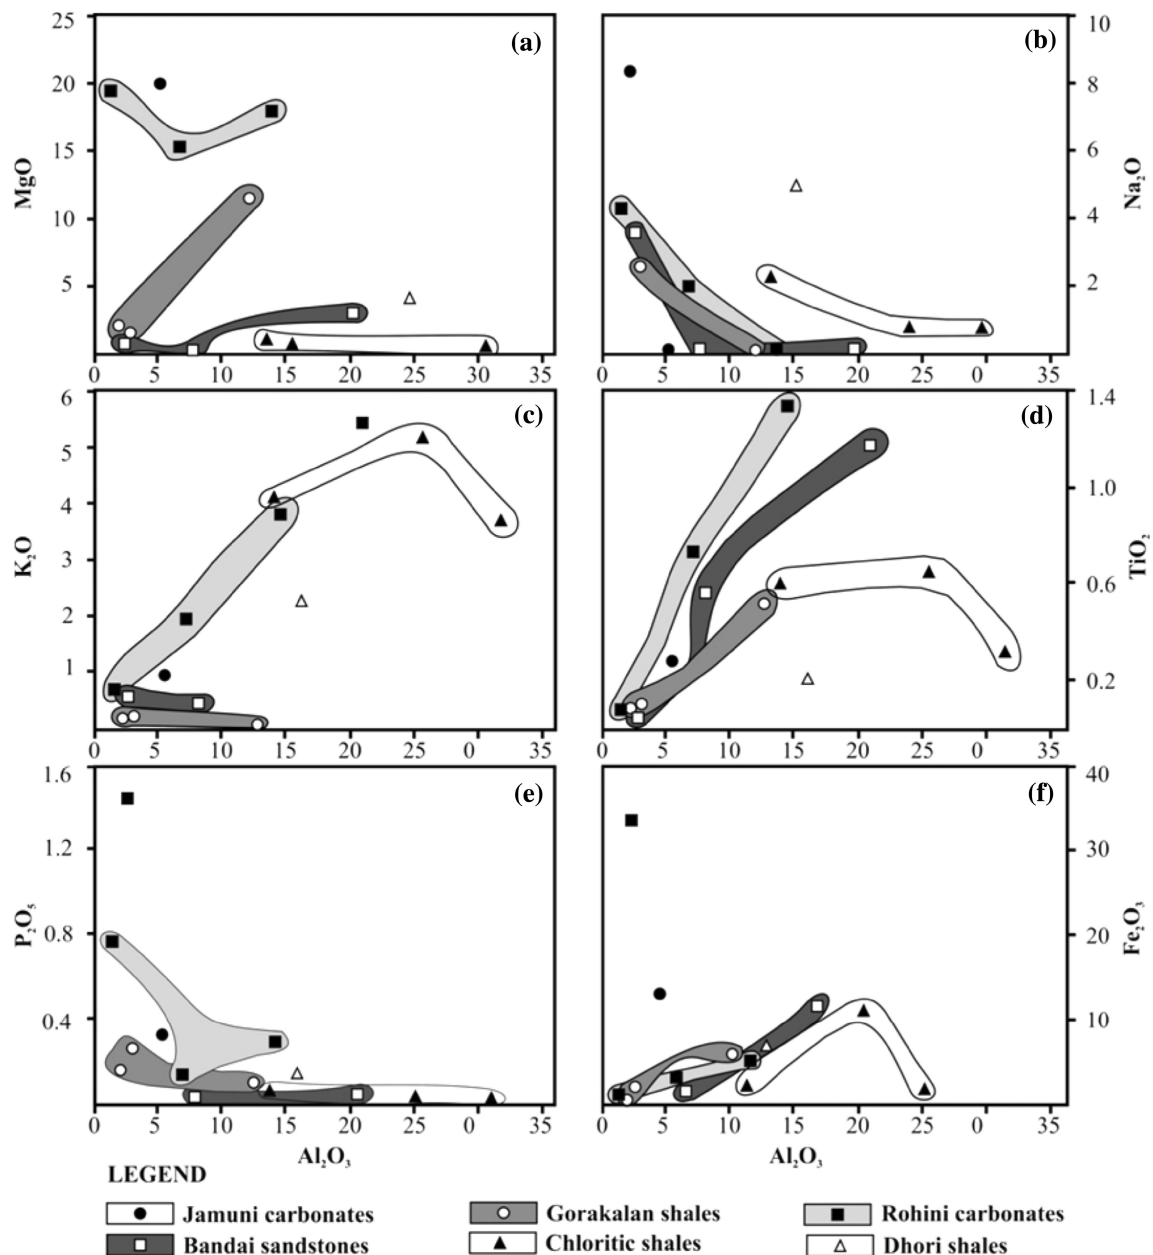 25 (a) (b) 10
20 8
15 6
MgO Na₂O
10 4
5 2
0 5 10 15 20 25 30 35 0 5 10 15 20 25 0 35
6 (c) (d) 1.4
5
4 1.0
K₂O TiO₂
3 0.6
2
1 0.2
0 5 10 15 20 25 0 35 0 5 10 15 20 25 0 35
1.6 (e) (f) 40
1.2 30
P₂O₅ Fe₂O₃
0.8 20
0.4 10
0 5 10 15 20 25 0 35 0 5 10 15 20 25 0 35
Al₂O₃ Al₂O₃
LEGEND
Jamuni carbonates Gorakalan shales Rohini carbonates
Bandai sandstones Chloritic shales Dhori shales